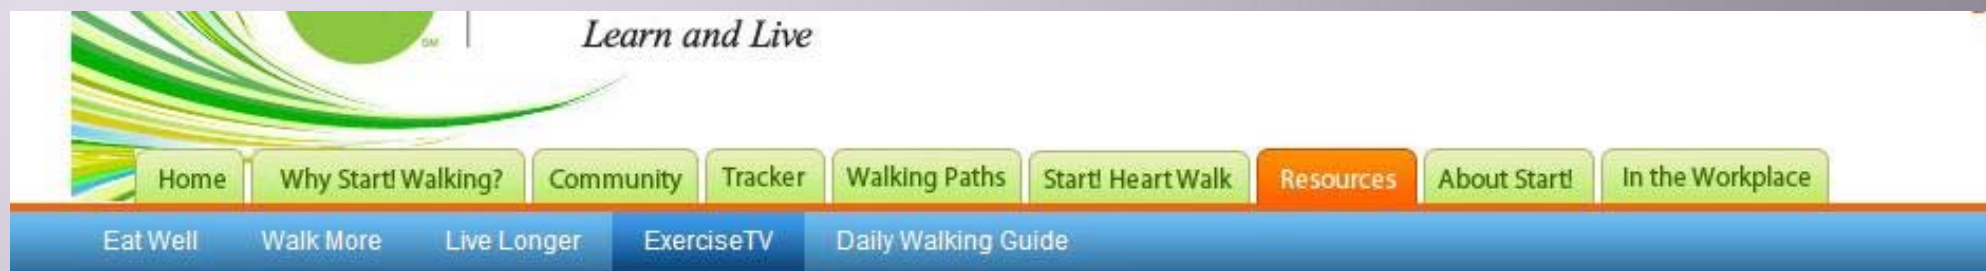 SM
Learn and Live
Home Why Start! Walking? Community Tracker Walking Paths Start! Heart Walk Resources About Start! In the Workplace
Eat Well Walk More Live Longer ExerciseTV Daily Walking Guide